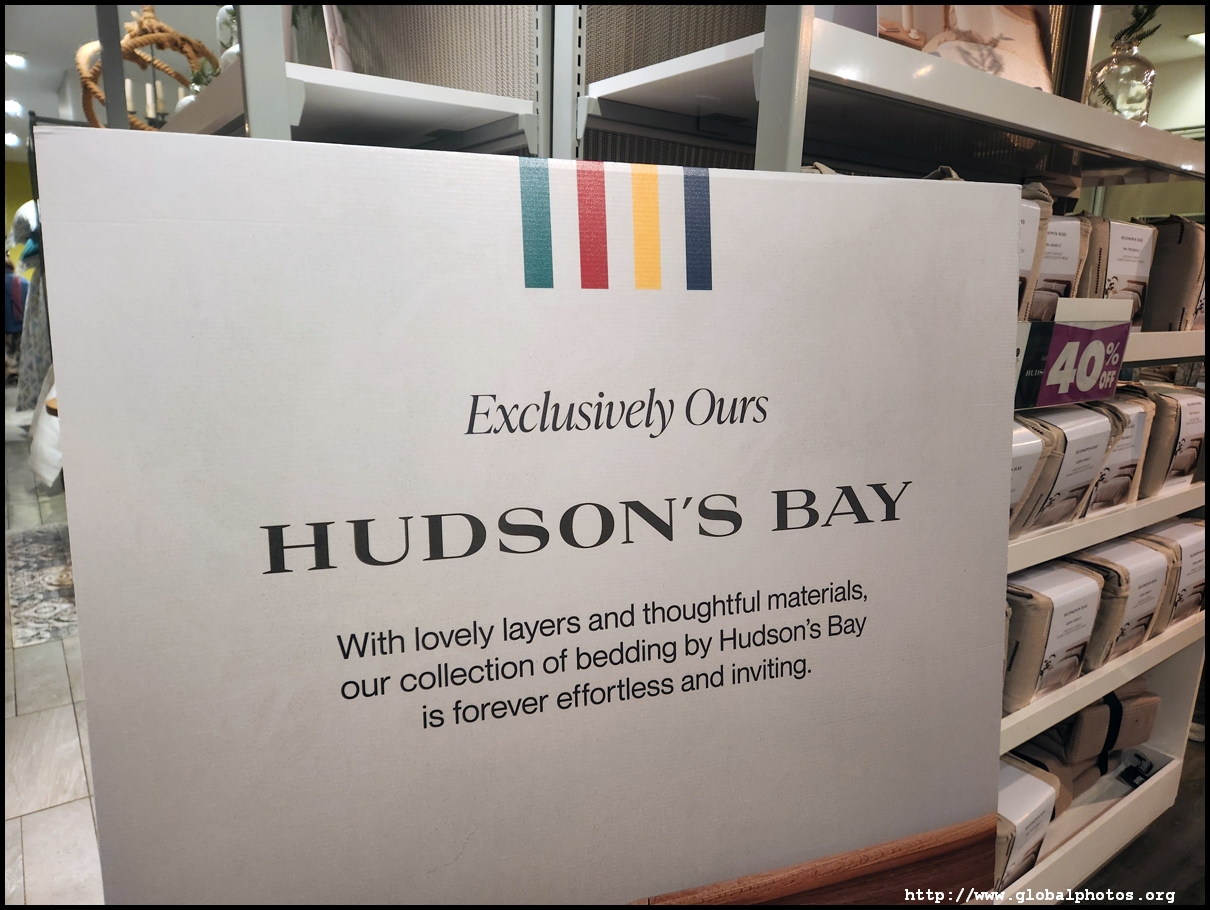 Exclusively Ours
HUDSON'S BAY
With lovely layers and thoughtful materials,
our collection of bedding by Hudson's Bay
is forever effortless and inviting.
40% OFF
http://www.globalphotos.org